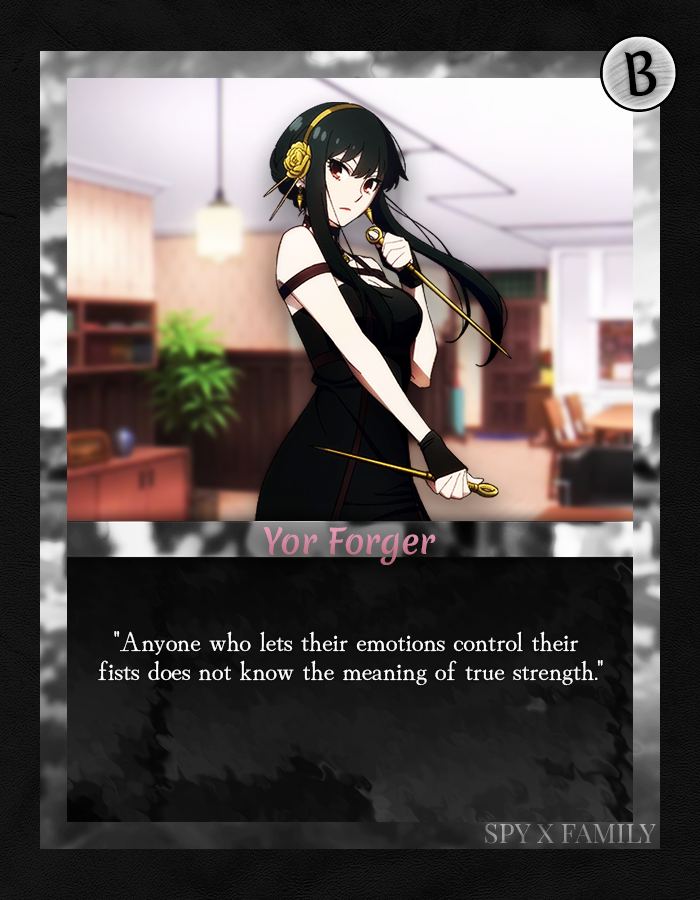 B
Yor Forger
"Anyone who lets their emotions control their
fists does not know the meaning of true strength."
SPY X FAMILY